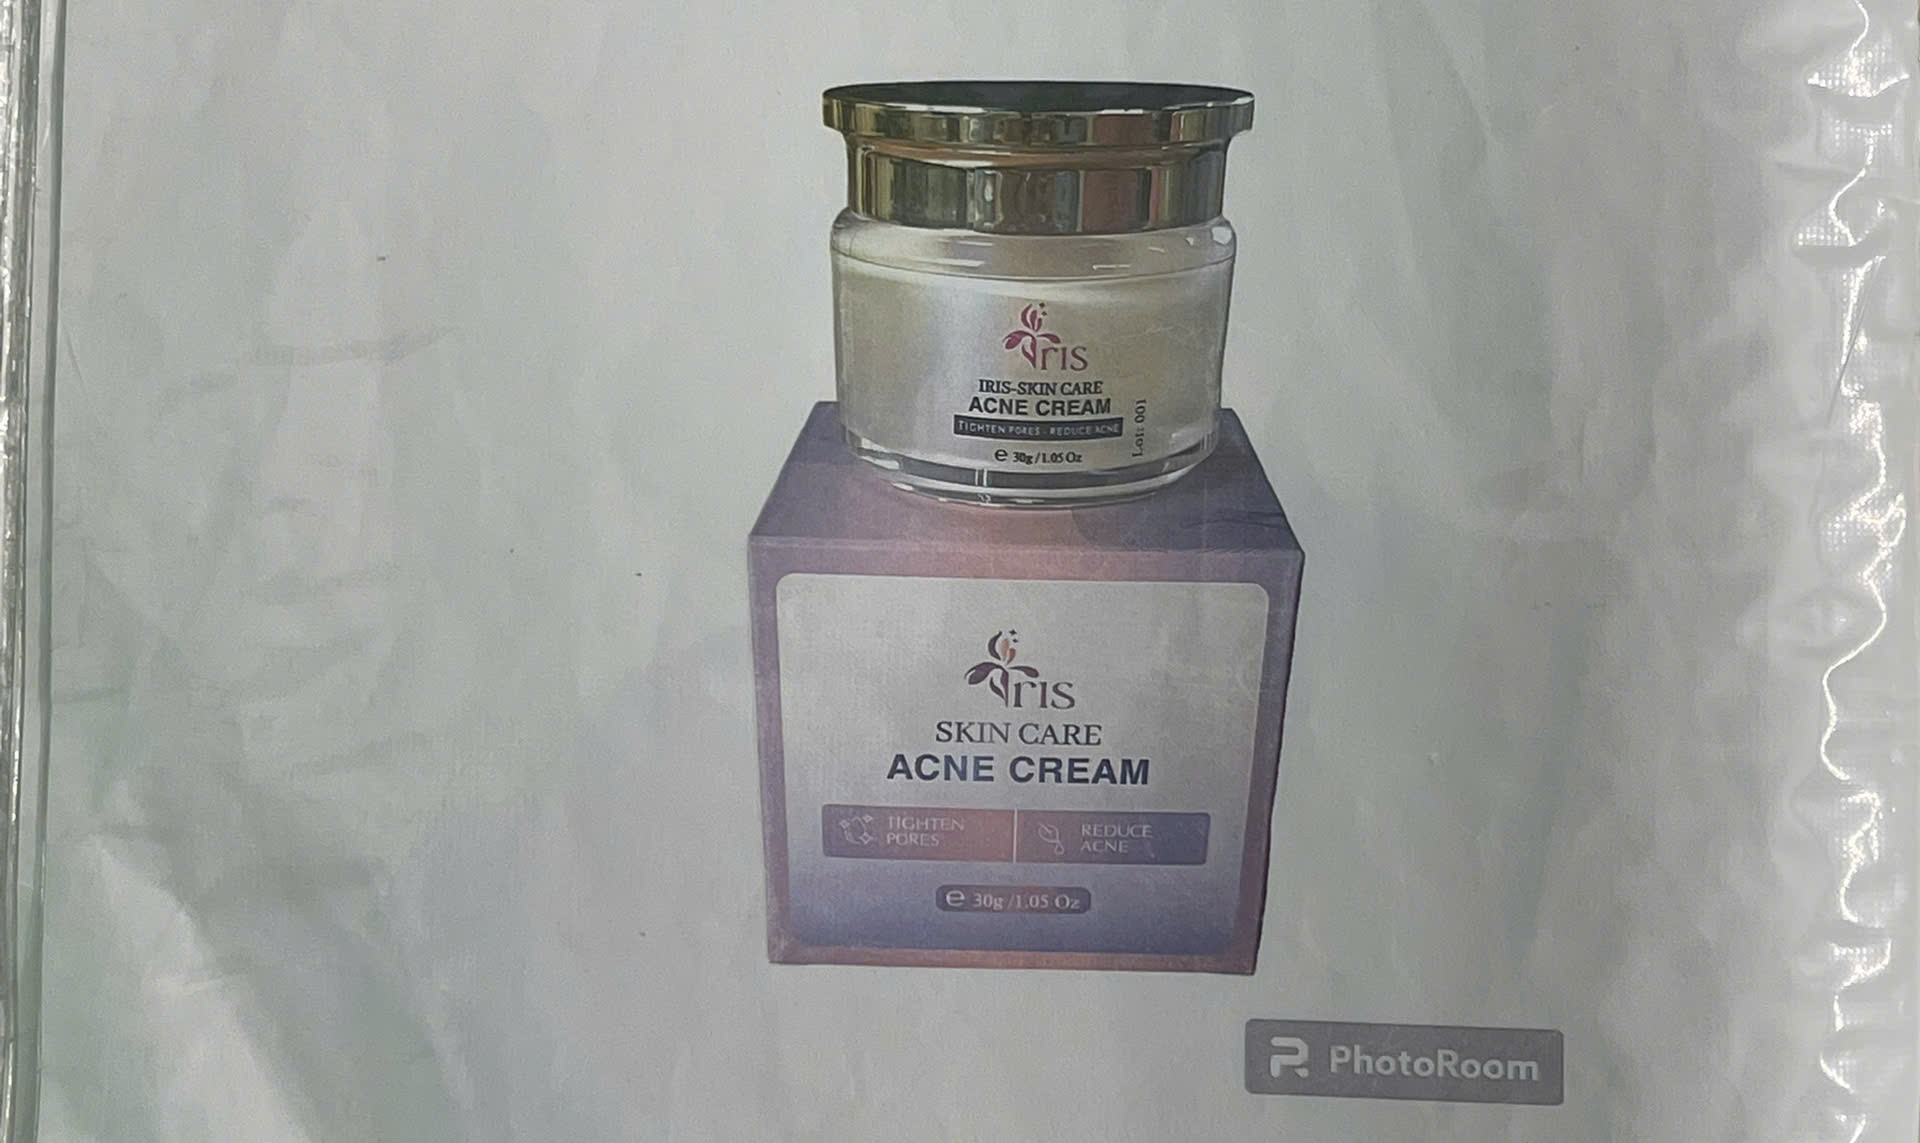 Iris
IRIS-SKIN CARE
ACNE CREAM
TIGHTEN PORES - REDUCE ACNE
e 30g/1.05 Oz
Lot: 001
Iris
SKIN CARE
ACNE CREAM
TIGHTEN
PORES
REDUCE
ACNE
e 30g/1.05 Oz
PhotoRoom